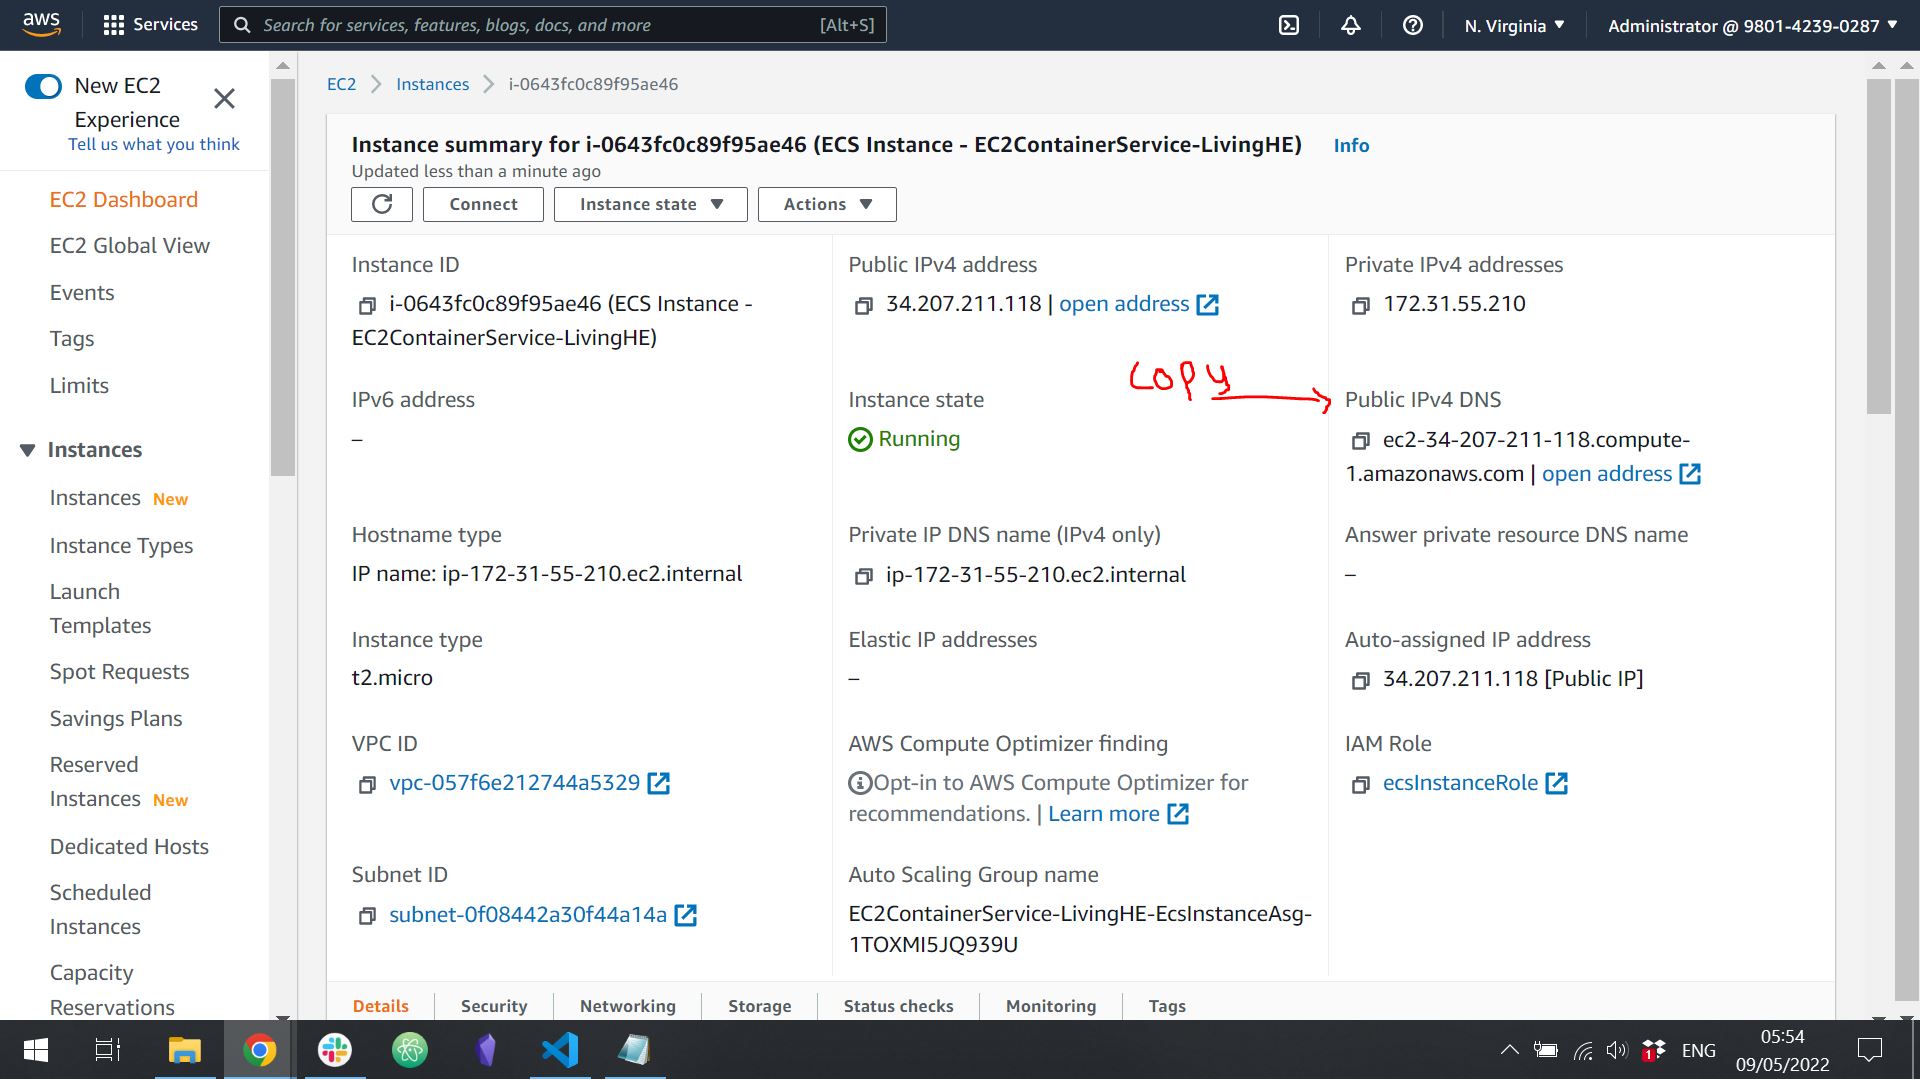 aws
Services
Search for services, features, blogs, docs, and more
[Alt+S]
N. Virginia
Administrator @ 9801-4239-0287
New EC2
Experience
Tell us what you think
EC2 Dashboard
EC2 Global View
Events
Tags
Limits
Instances
Instances New
Instance Types
Launch
Templates
Spot Requests
Savings Plans
Reserved
Instances New
Dedicated Hosts
Scheduled
Instances
Capacity
Reservations
EC2
Instances
i-0643fc0c89f95ae46
Instance summary for i-0643fc0c89f95ae46 (ECS Instance - EC2ContainerService-LivingHE)
Info
Updated less than a minute ago
Connect
Instance state
Actions
Instance ID
i-0643fc0c89f95ae46 (ECS Instance -
EC2ContainerService-LivingHE)
Public IPv4 address
34.207.211.118 | open address
Private IPv4 addresses
172.31.55.210
copy
IPv6 address
–
Instance state
Running
Public IPv4 DNS
ec2-34-207-211-118.compute-
1.amazonaws.com | open address
Hostname type
IP name: ip-172-31-55-210.ec2.internal
Private IP DNS name (IPv4 only)
ip-172-31-55-210.ec2.internal
Answer private resource DNS name
–
Instance type
t2.micro
Elastic IP addresses
–
Auto-assigned IP address
34.207.211.118 [Public IP]
VPC ID
vpc-057f6e212744a5329
AWS Compute Optimizer finding
Opt-in to AWS Compute Optimizer for
recommendations. | Learn more
IAM Role
ecsInstanceRole
Subnet ID
subnet-0f08442a30f44a14a
Auto Scaling Group name
EC2ContainerService-LivingHE-EcsInstanceAsg-
1TOXMI5JQ939U
Details
Security
Networking
Storage
Status checks
Monitoring
Tags
1
ENG
05:54
09/05/2022